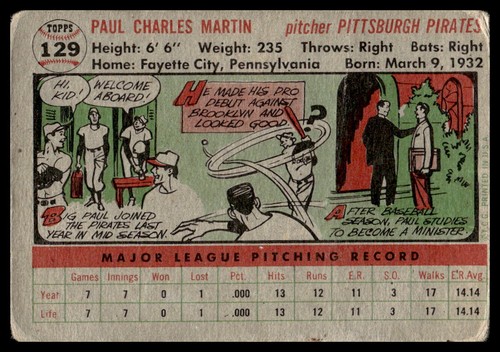 TOPPS
129
PAUL CHARLES MARTIN pitcher PITTSBURGH PIRATES
Height: 6' 6" Weight: 235 Throws: Right Bats: Right
Home: Fayette City, Pennsylvania Born: March 9, 1932
HI, KID!
WELCOME ABOARD!
BIG PAUL JOINED
THE PIRATES LAST
YEAR IN MID SEASON.
HE MADE HIS PRO
DEBUT AGAINST
BROOKLYN AND
LOOKED GOOD.
?
AFTER BASEBALL
SEASON, PAUL STUDIES
TO BECOME A MINISTER.
©T.C.G. PRINTED IN U.S.A.
MAJOR LEAGUE PITCHING RECORD
Games Innings Won Lost Pct. Hits Runs E.R. S.O. Walks E.R.Avg.
Year 7 7 0 1 .000 13 12 11 3 17 14.14
Life 7 7 0 1 .000 13 12 11 3 17 14.14